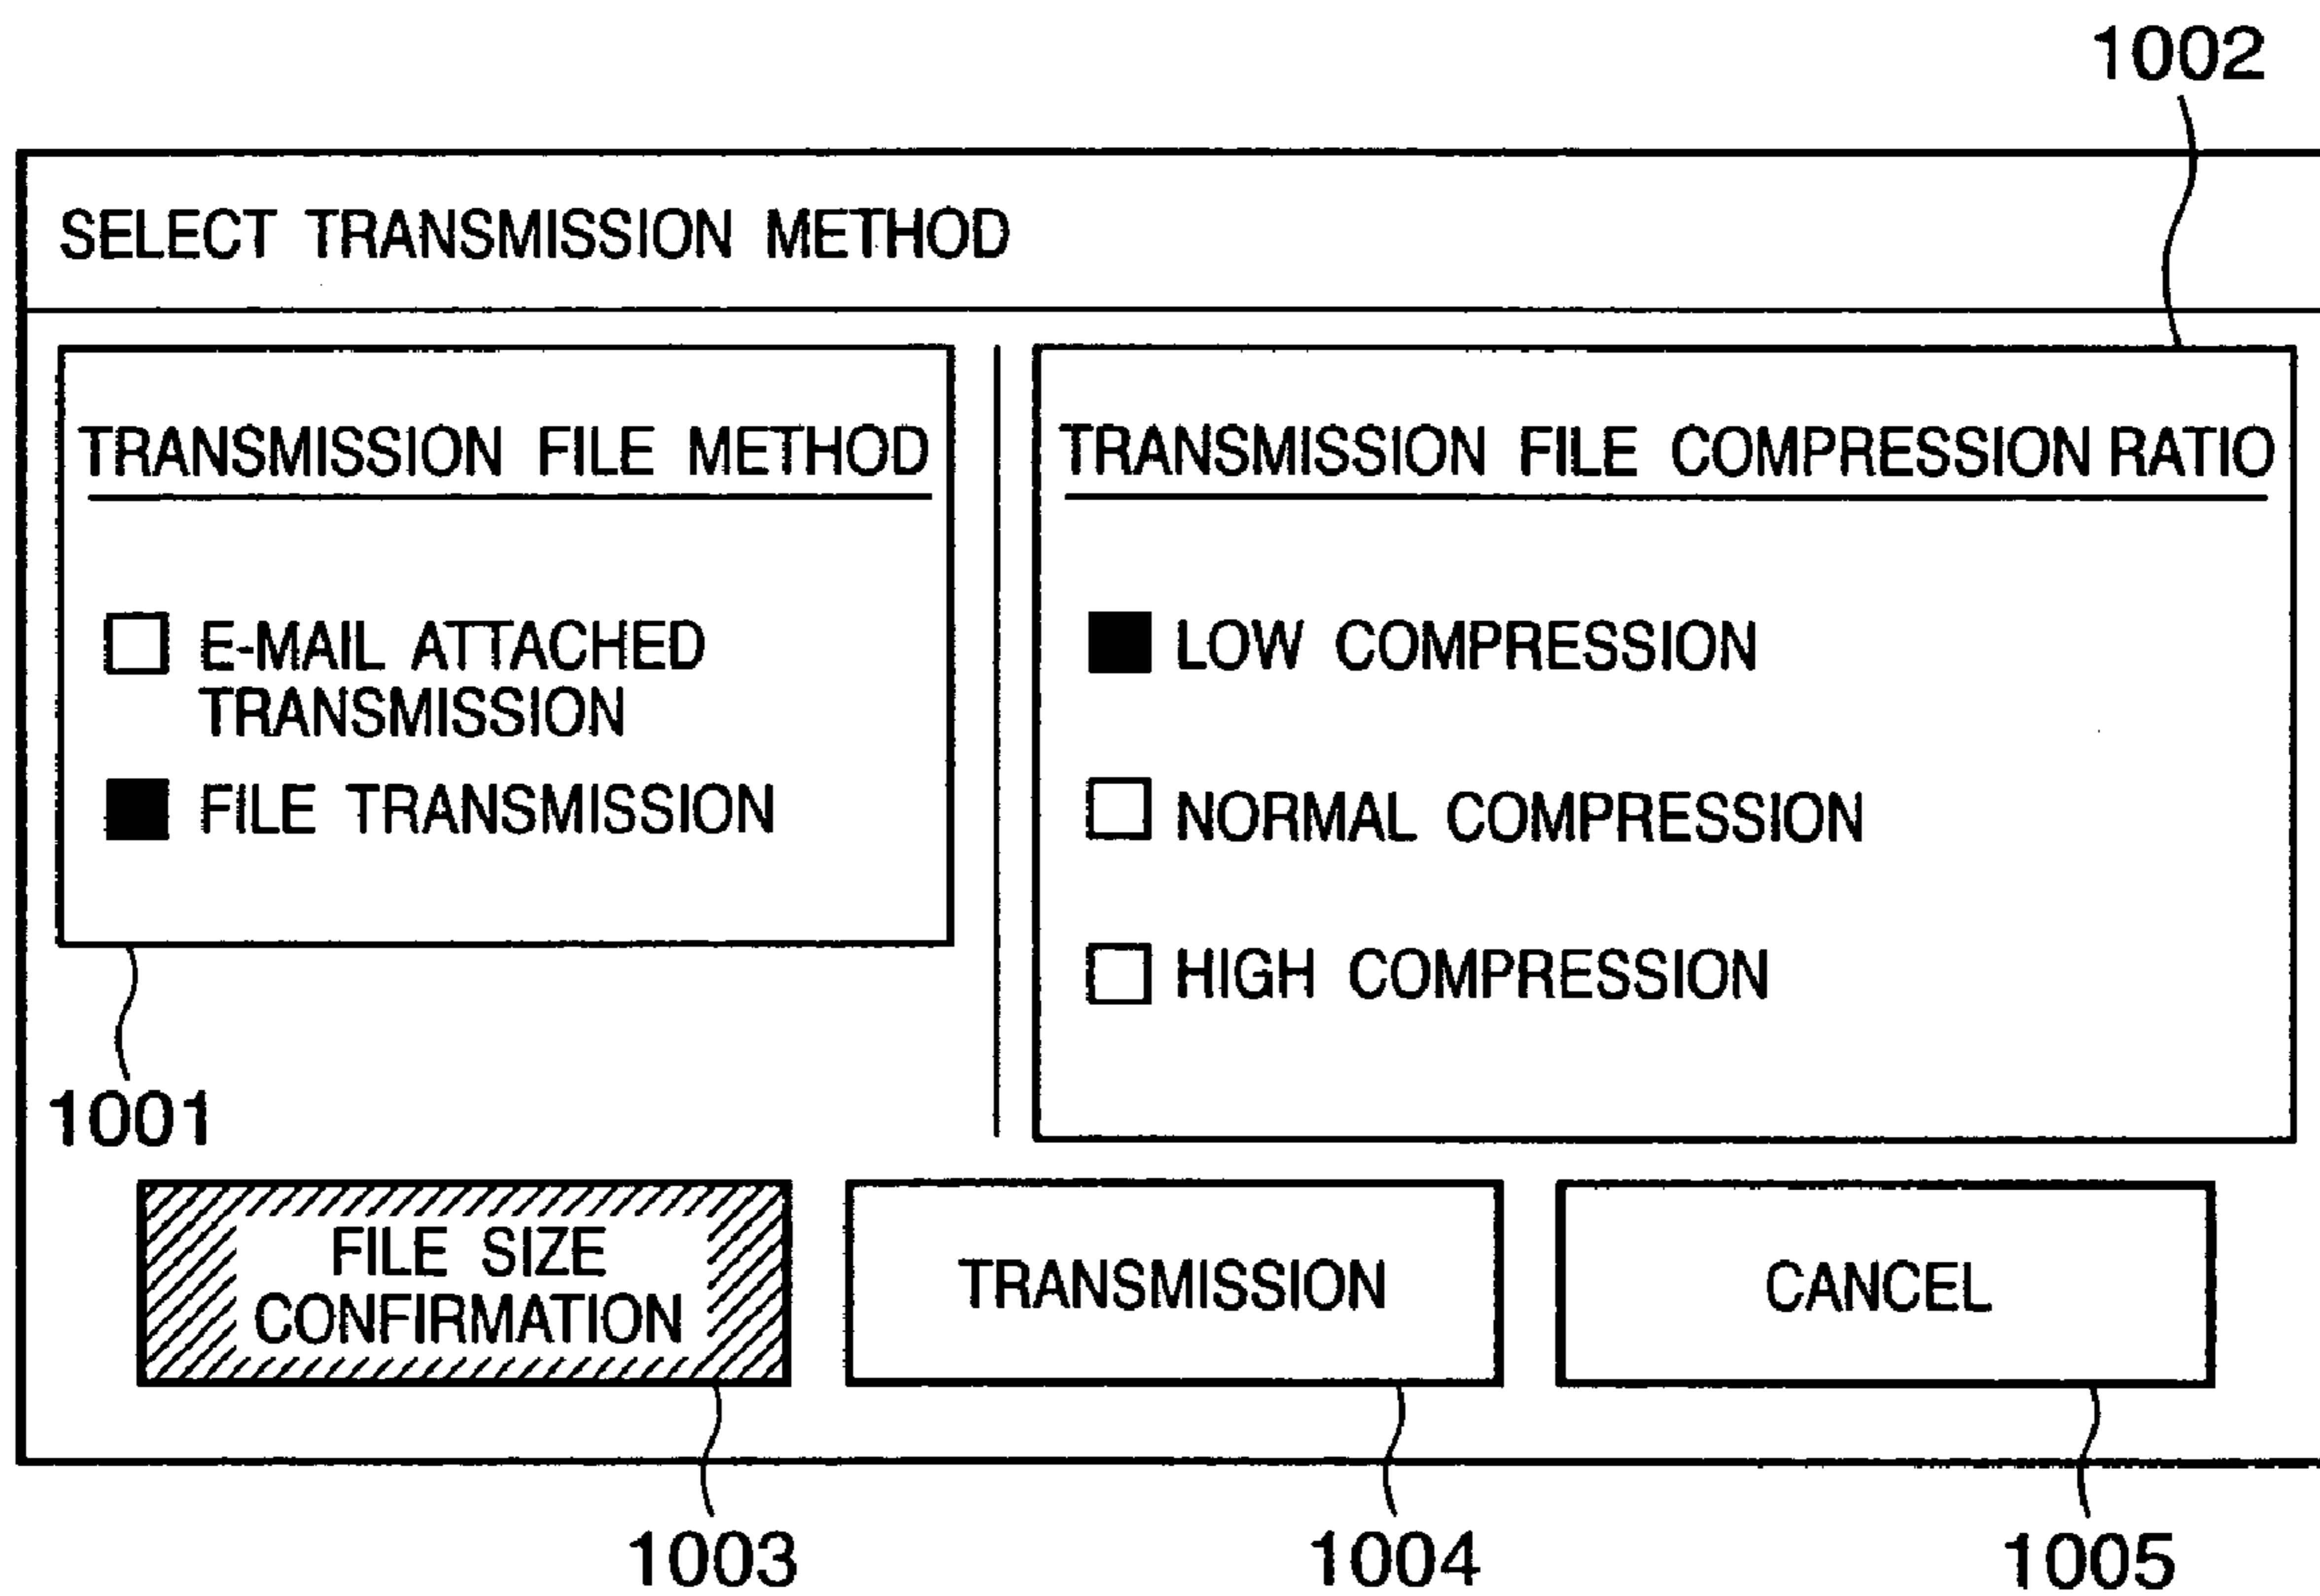 1002
SELECT TRANSMISSION METHOD
TRANSMISSION FILE METHOD
E-MAIL ATTACHED
TRANSMISSION
FILE TRANSMISSION
1001
TRANSMISSION FILE COMPRESSION RATIO
LOW COMPRESSION
NORMAL COMPRESSION
HIGH COMPRESSION
FILE SIZE
CONFIRMATION
TRANSMISSION
CANCEL
1003
1004
1005